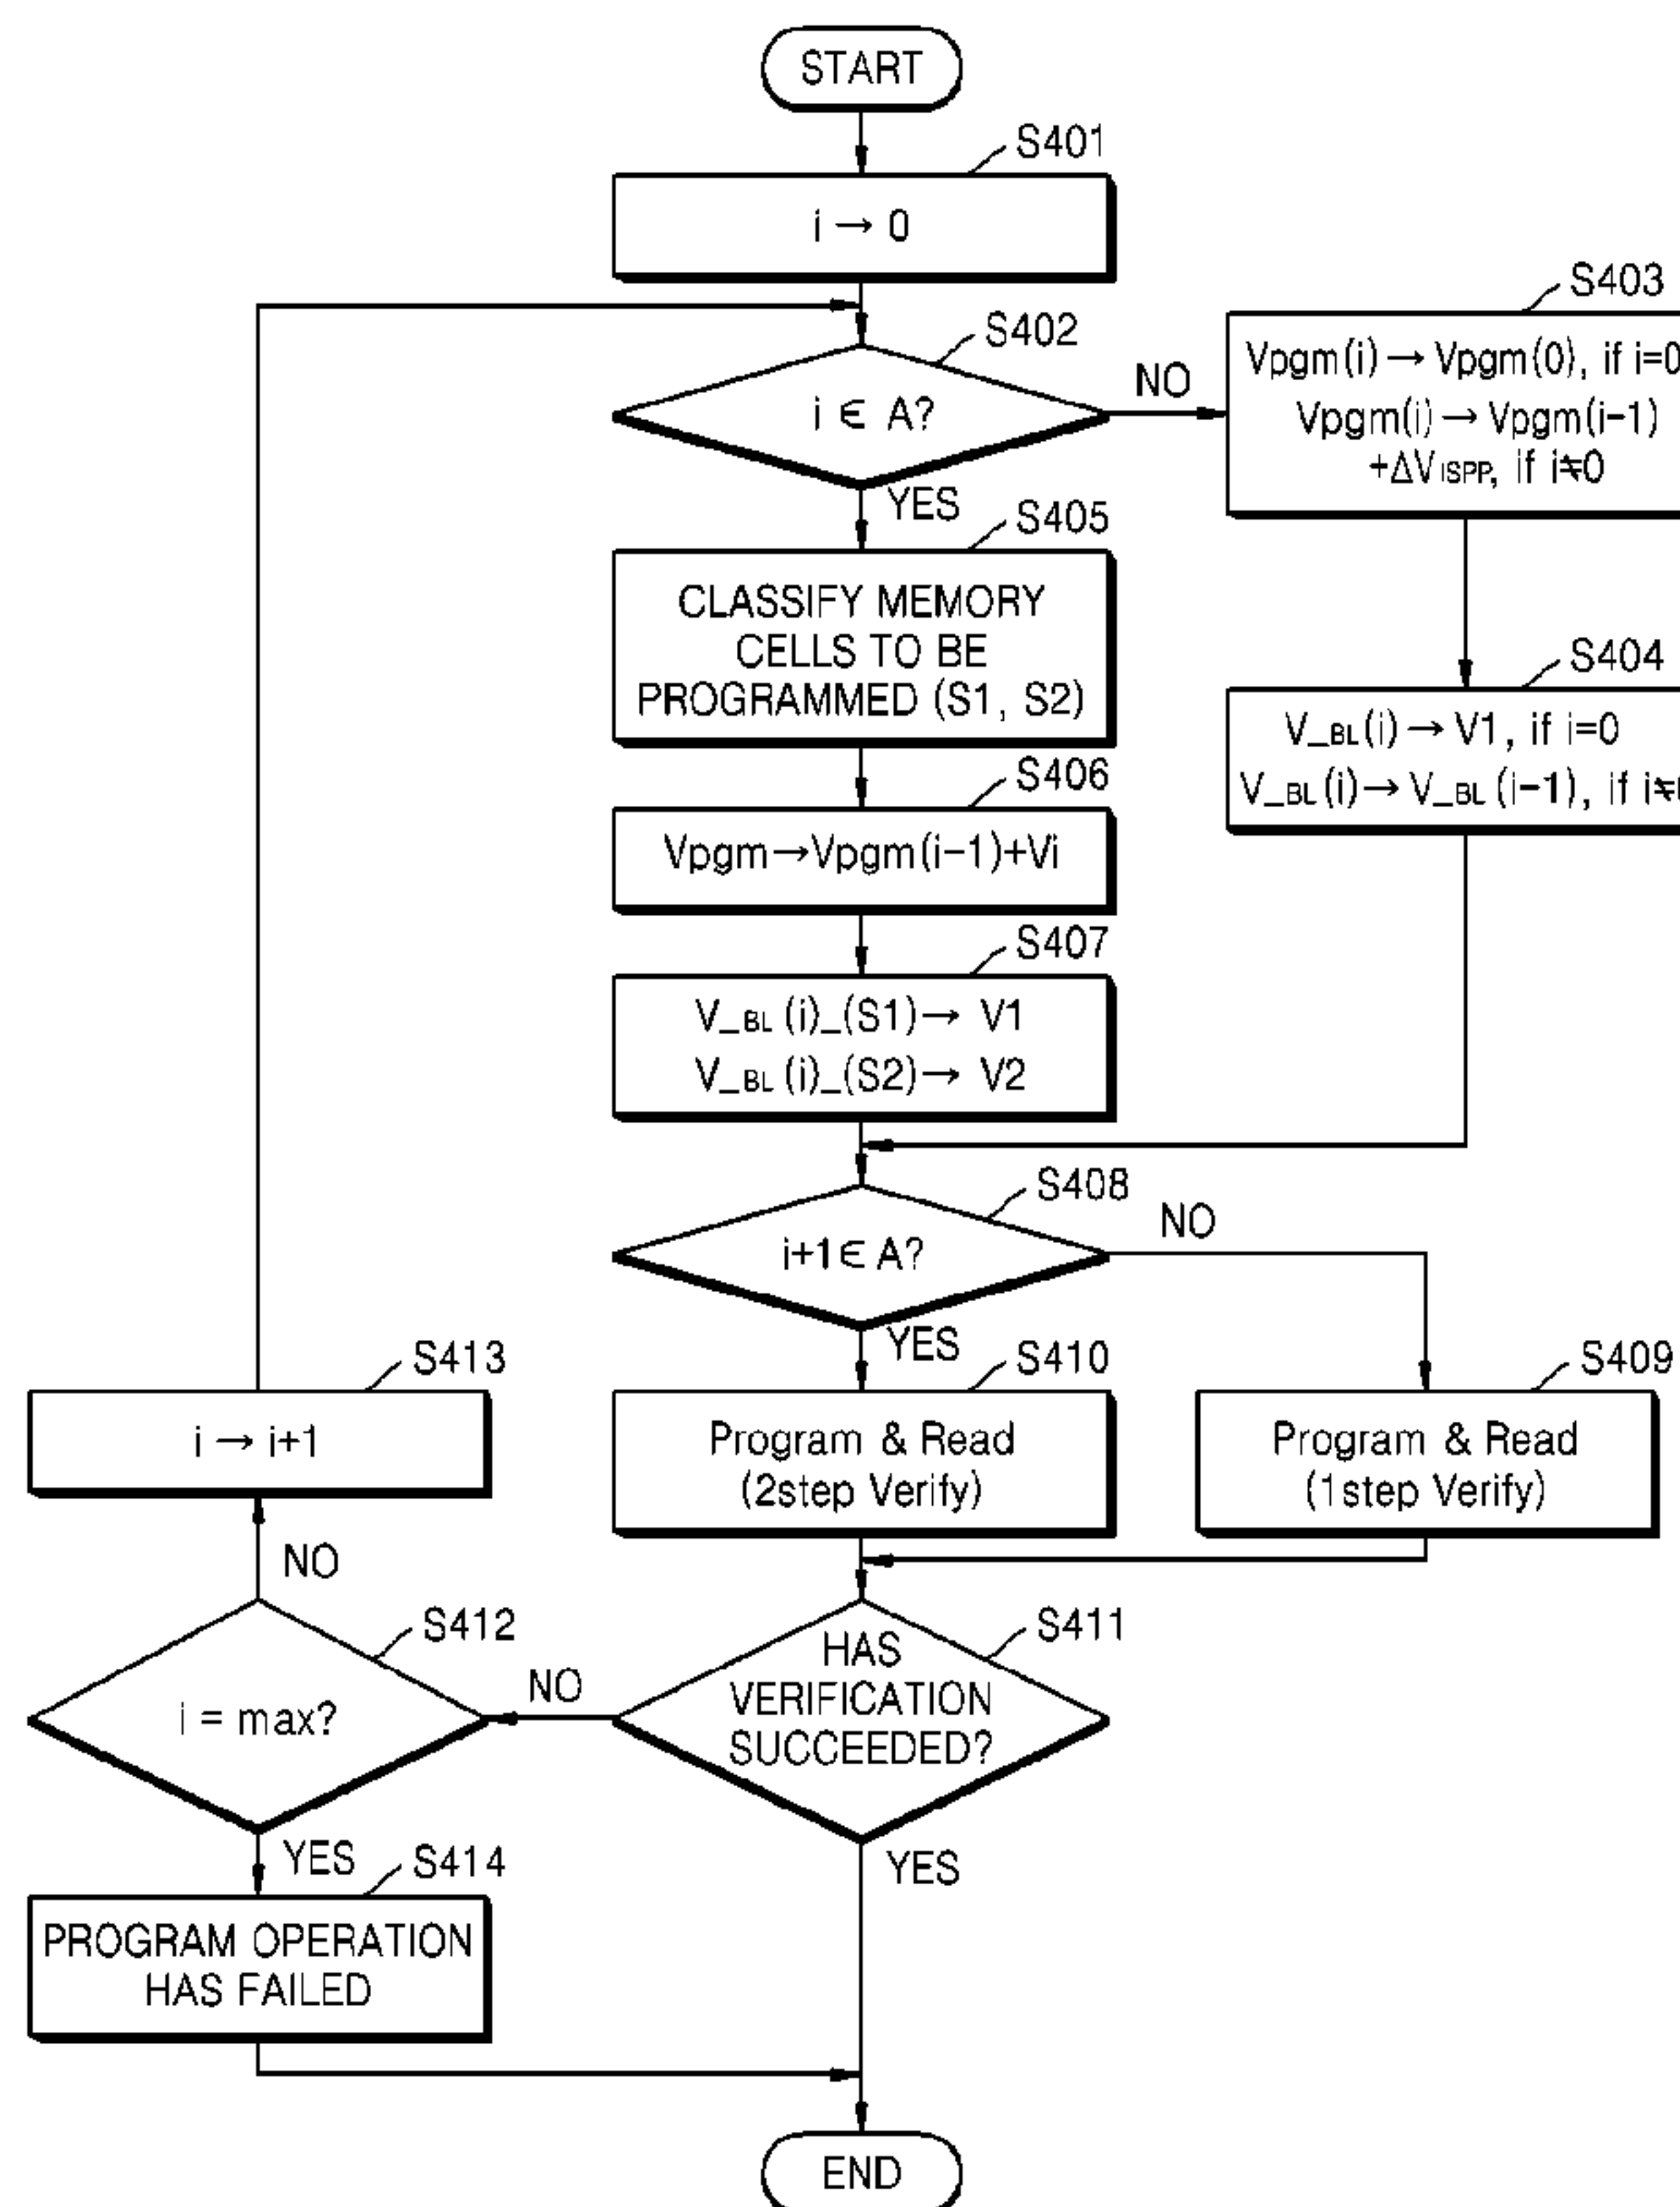 START
S401
i → 0
S402
i ∈ A?
NO
S403
Vpgm(i) → Vpgm(0), if i=0
Vpgm(i) → Vpgm(i-1)
+ΔVISPP, if i≠0
YES
S405
CLASSIFY MEMORY
CELLS TO BE
PROGRAMMED (S1, S2)
S404
V_BL(i) → V1, if i=0
V_BL(i) → V_BL(i-1), if i≠0
S406
Vpgm→Vpgm(i-1)+Vi
S407
V_BL(i)_(S1)→ V1
V_BL(i)_(S2)→ V2
S408
i+1∈A?
NO
YES
S410
Program & Read
(2step Verify)
S409
Program & Read
(1step Verify)
S413
i → i+1
NO
S412
i = max?
NO
S411
HAS
VERIFICATION
SUCCEEDED?
YES
YES
S414
PROGRAM OPERATION
HAS FAILED
END